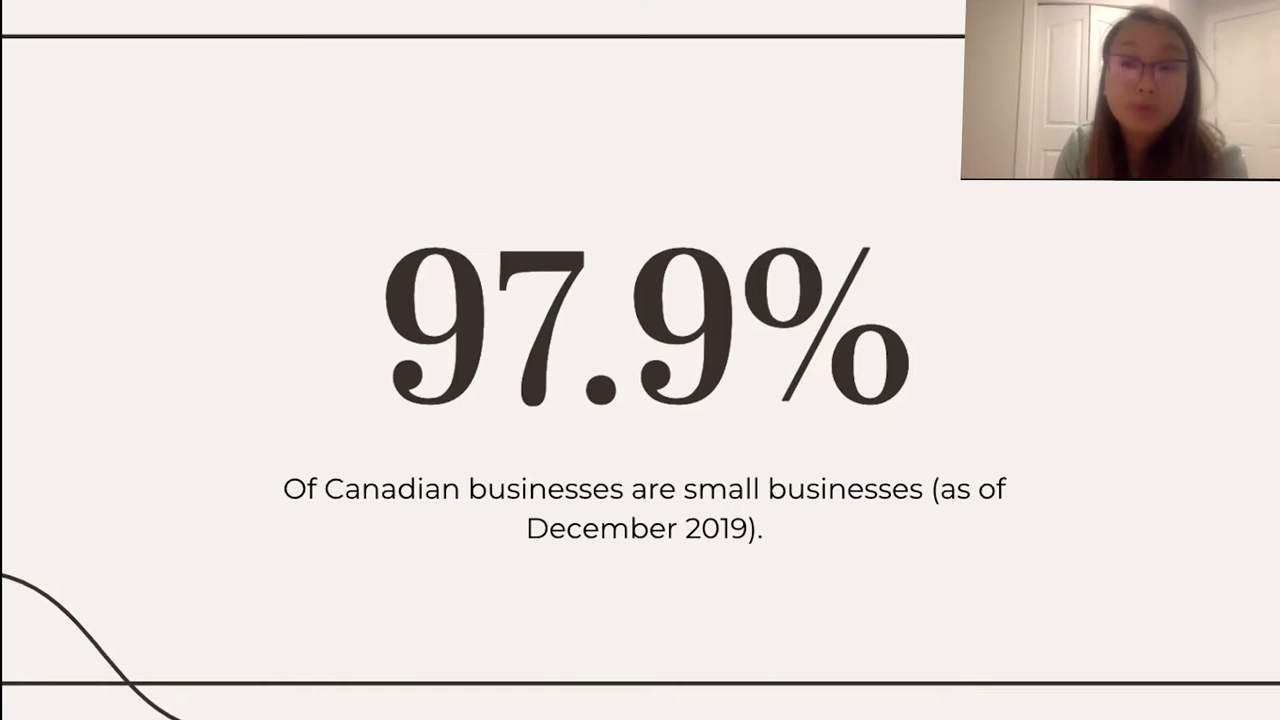 97.9%
Of Canadian businesses are small businesses (as of
December 2019).